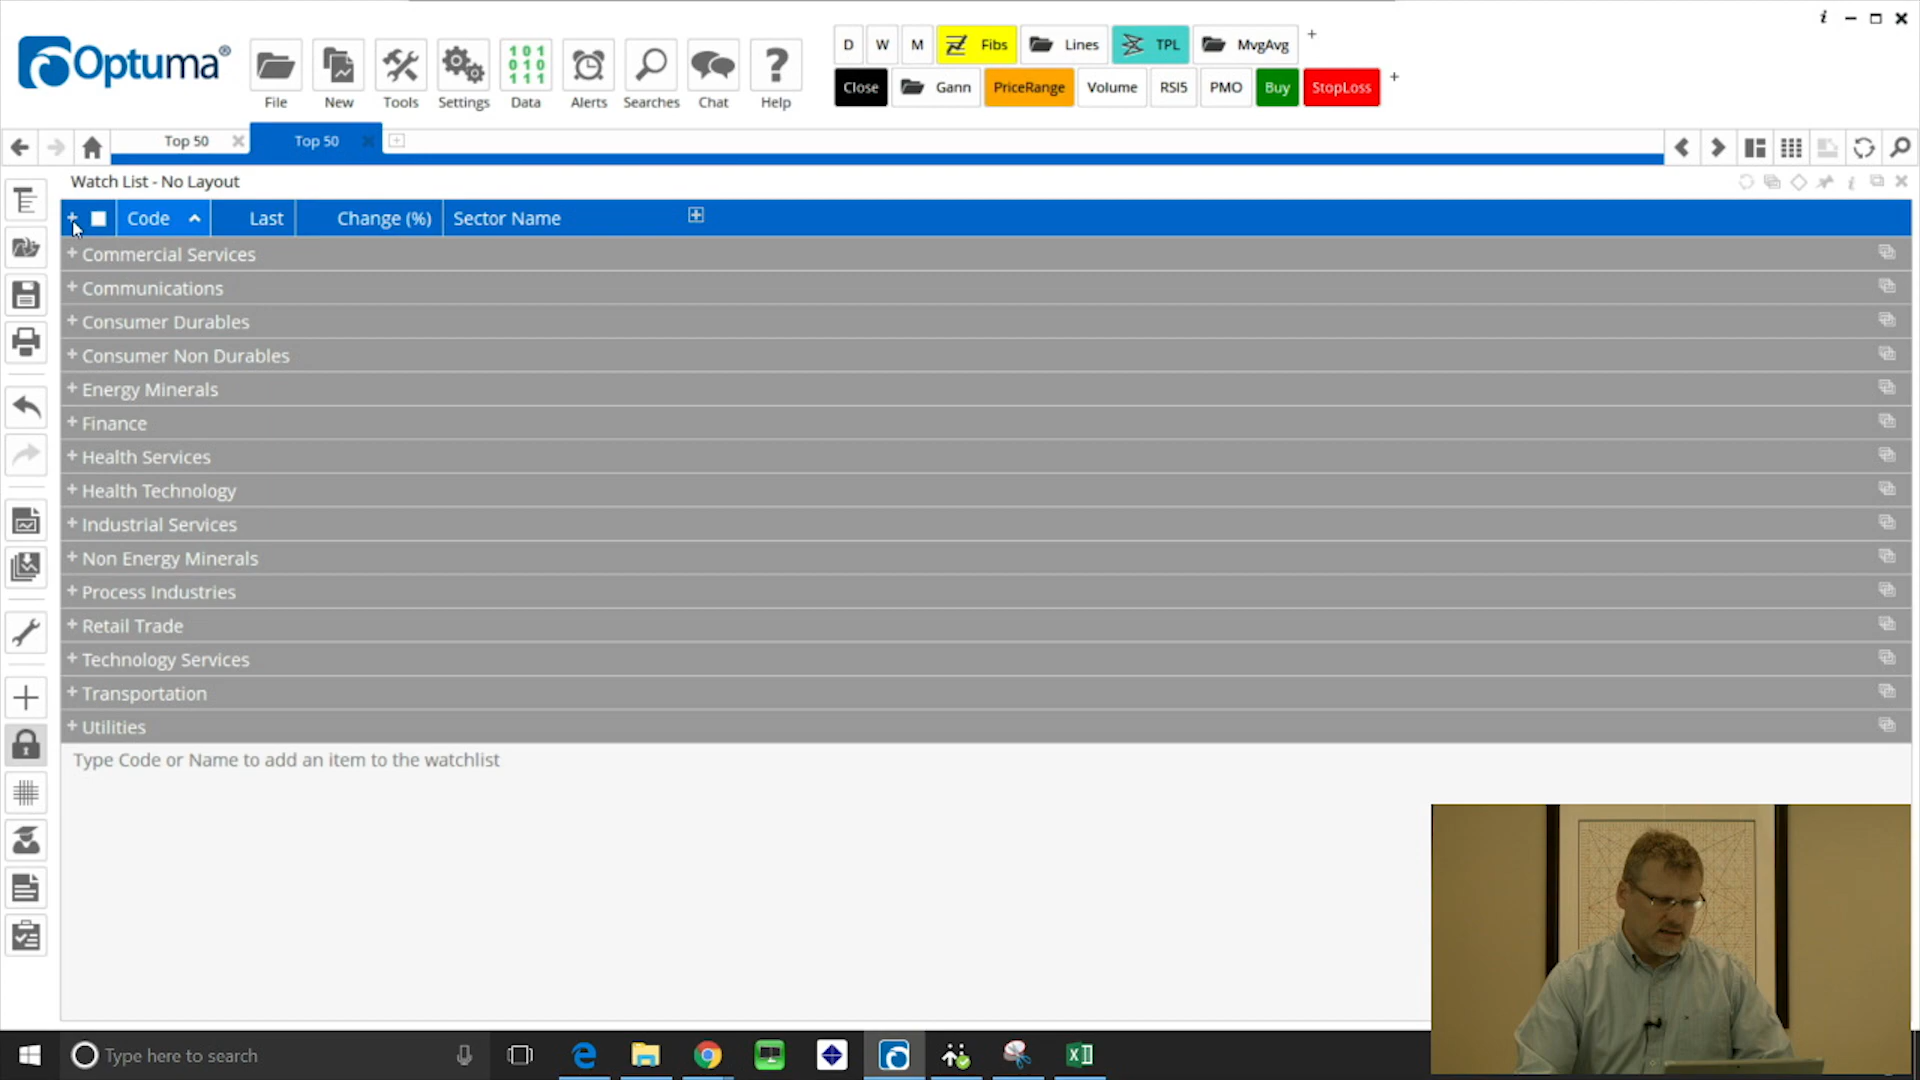 Optuma®
File
New
Tools
Settings
101
010
111
Data
Alerts
Searches
Chat
Help
D
W
M
Fibs
Lines
TPL
MvgAvg
Close
Gann
PriceRange
Volume
RSI5
PMO
Buy
StopLoss
Top 50
Top 50
Watch List - No Layout
Code
Last
Change (%)
Sector Name
Commercial Services
Communications
Consumer Durables
Consumer Non Durables
Energy Minerals
Finance
Health Services
Health Technology
Industrial Services
Non Energy Minerals
Process Industries
Retail Trade
Technology Services
Transportation
Utilities
Type Code or Name to add an item to the watchlist
Type here to search